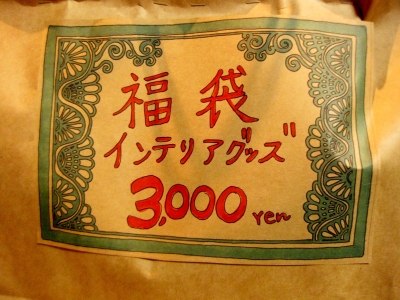 福袋
インテリアグッズ
3,000 Yen